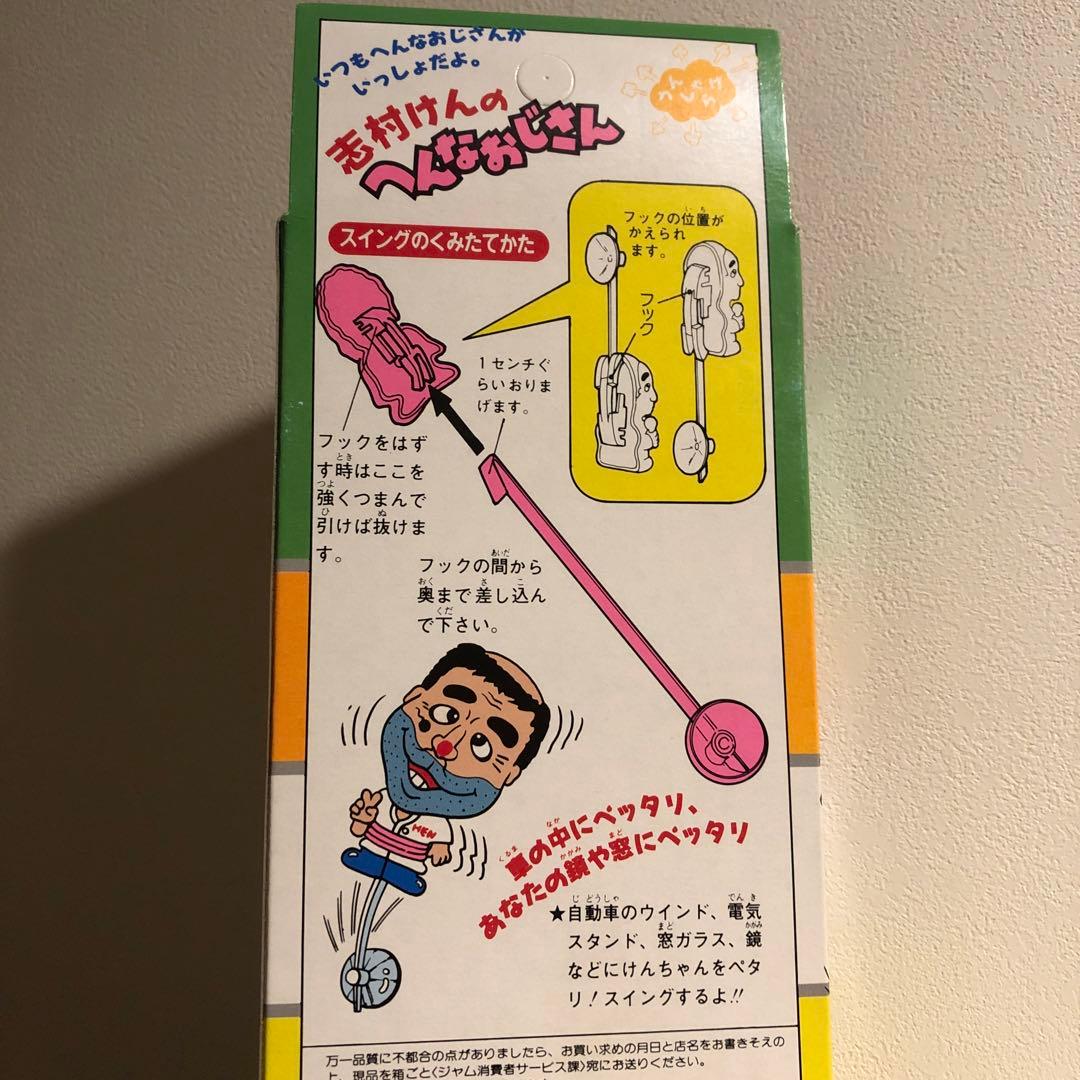 いつもへんなおじさんが
いっしょだよ。
志村けんの
へんなおじさん
スイングのくみたてかた
フックの位置が
かえられ
ます。
フック
1センチぐ
らいおりま
げます。
フックをはず
す時はここを
強くつまんで
引けば抜けま
す。
フックの間から
奥まで差し込ん
で下さい。
KEN
車の中にペッタリ、
あなたの鏡や窓にペッタリ
★自動車のウインド、電気
スタンド、窓ガラス、鏡
などにけんちゃんをペタ
リ!スイングするよ!!
万一品質に不都合の点がありましたら、お買い求めの月日と店名をお書きそえの
上、現品を箱ごと〈ジャム消費者サービス課〉宛にお送りください。